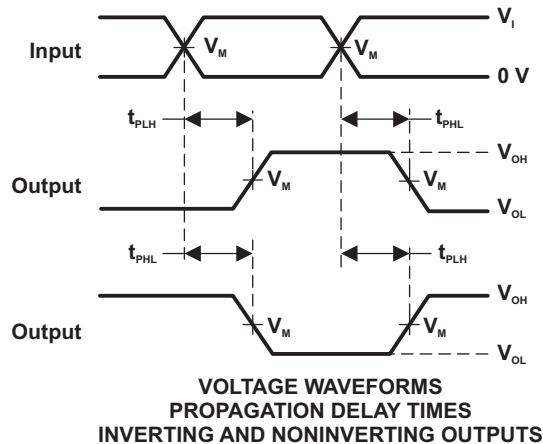 V_I
Input
V_M V_M
0 V
t_PLH t_PHL
V_OH
Output
V_M V_M
V_OL
t_PHL t_PLH
V_OH
Output
V_M V_M
V_OL
VOLTAGE WAVEFORMS
PROPAGATION DELAY TIMES
INVERTING AND NONINVERTING OUTPUTS